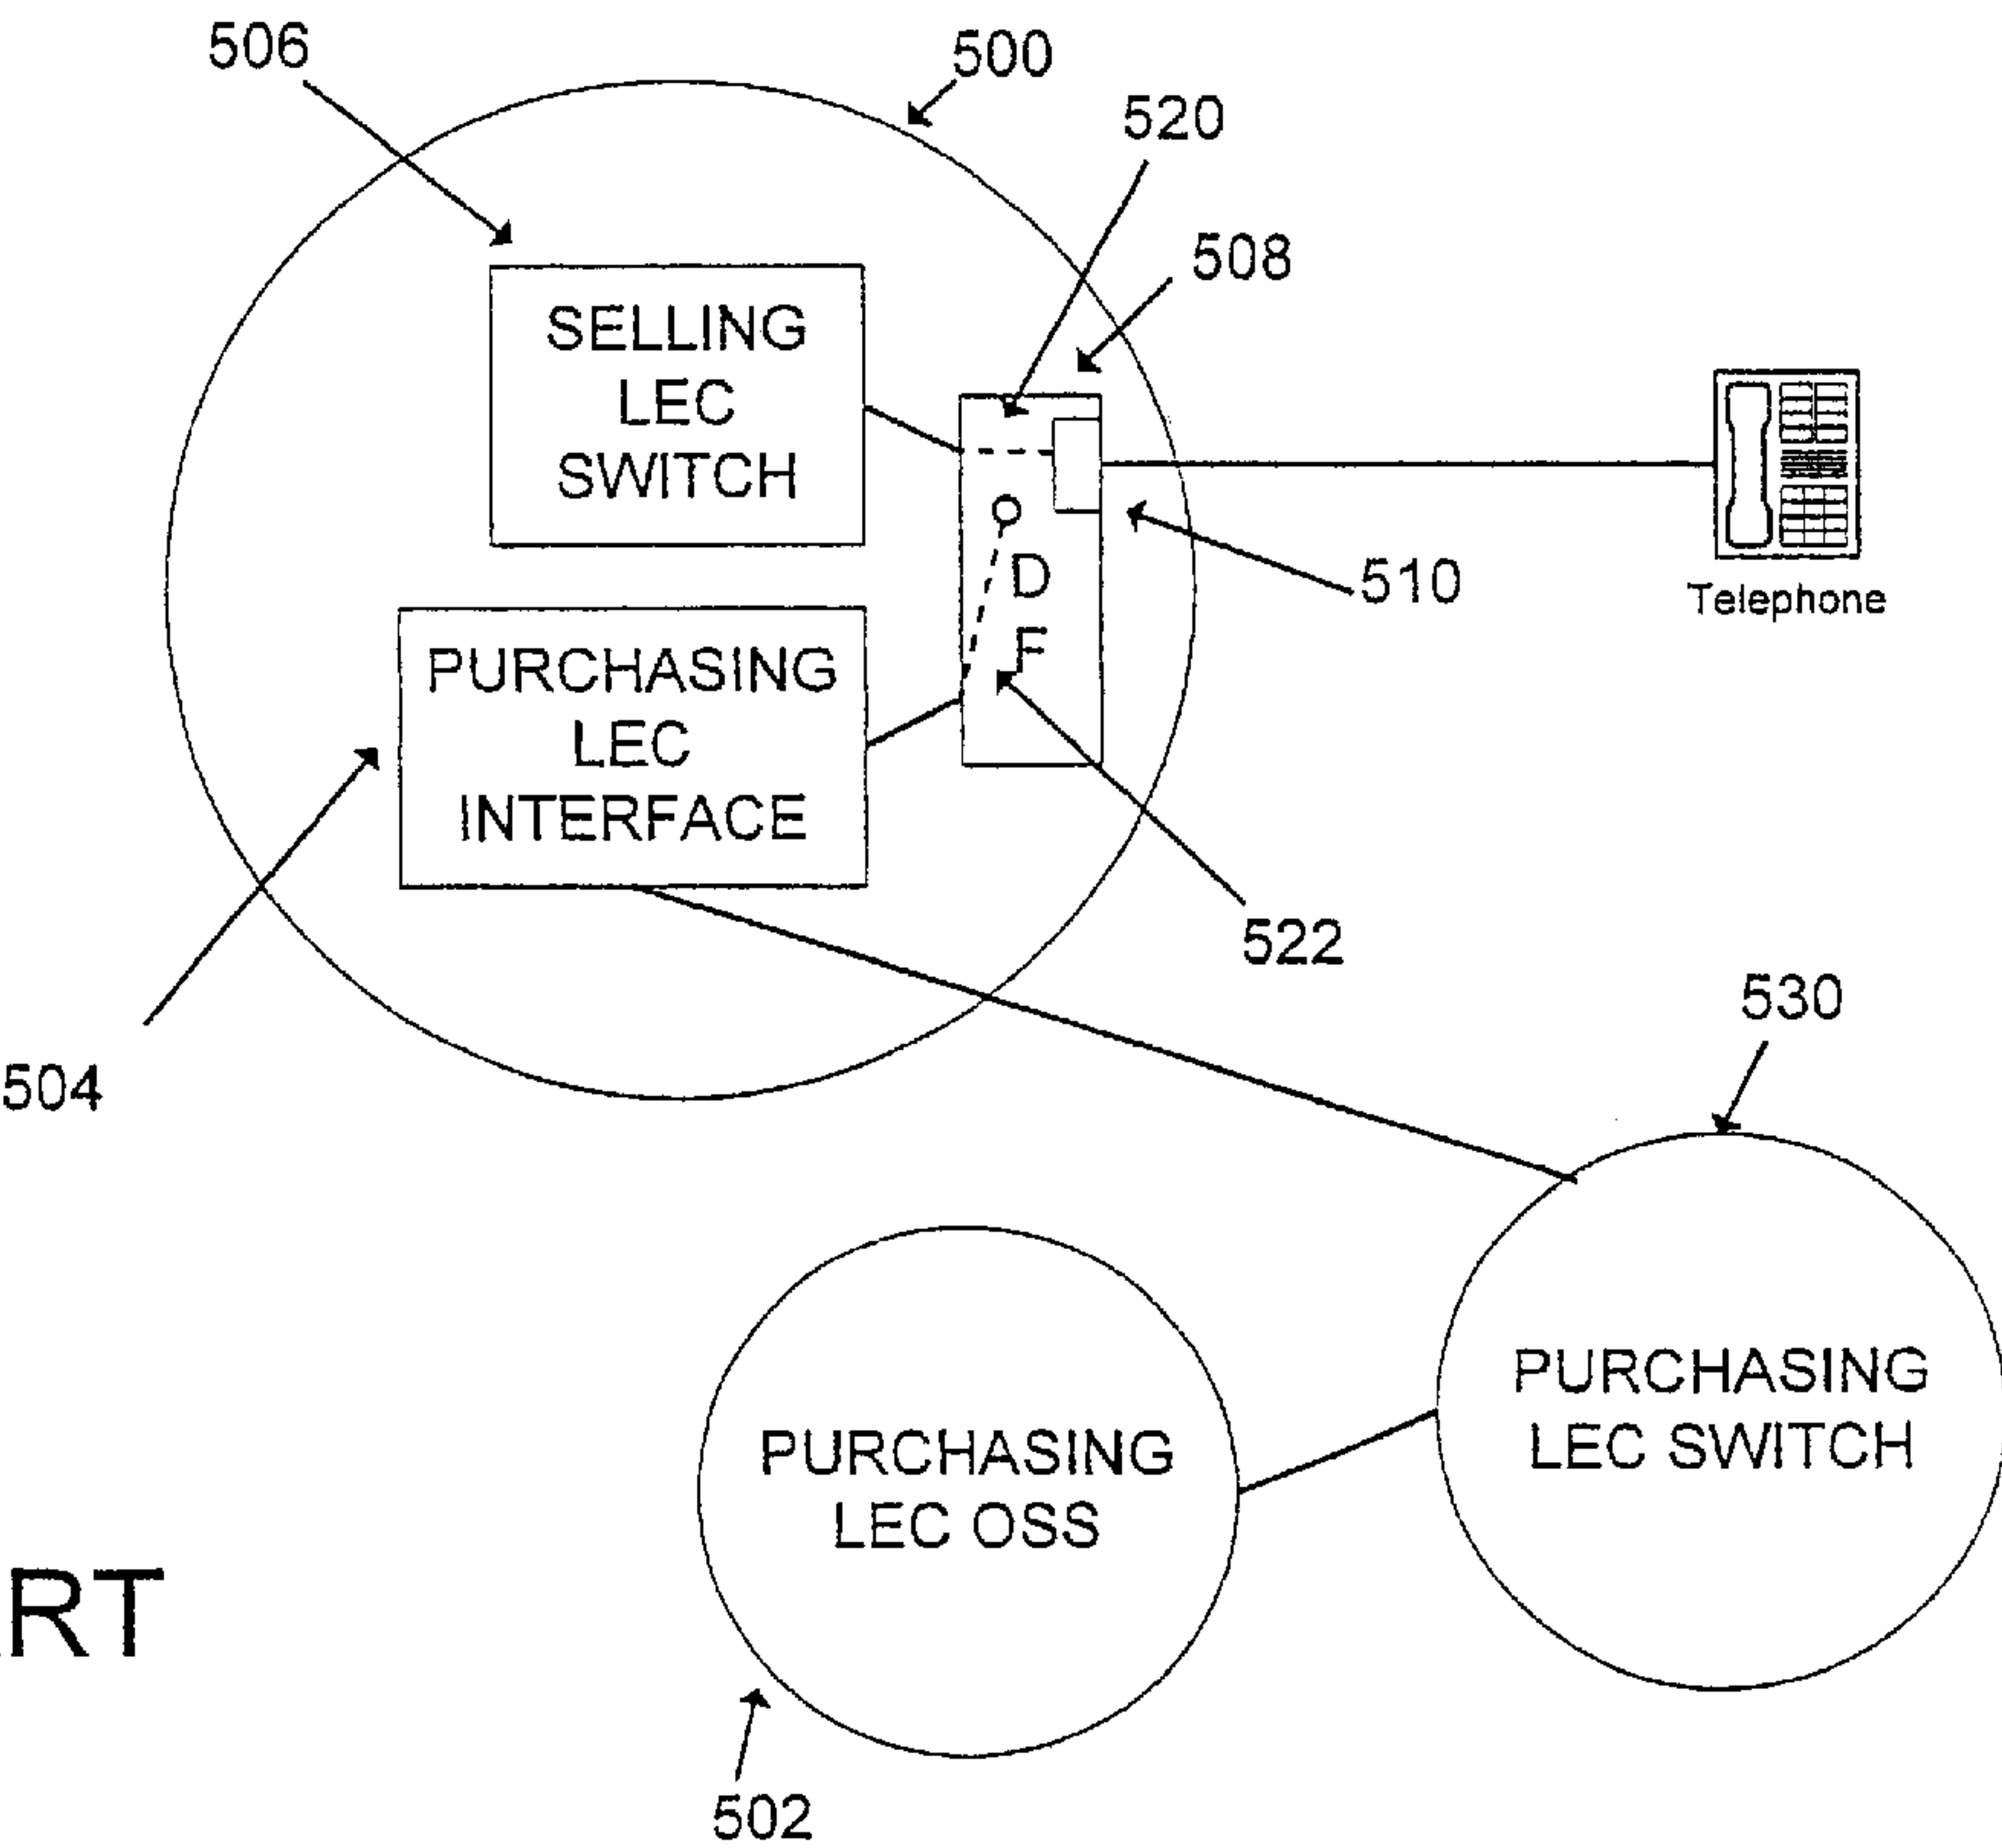 506
500
520
508
SELLING
LEC
SWITCH
D
F
510
Telephone
PURCHASING
LEC
INTERFACE
522
504
530
PURCHASING
LEC SWITCH
PURCHASING
LEC OSS
RT
502